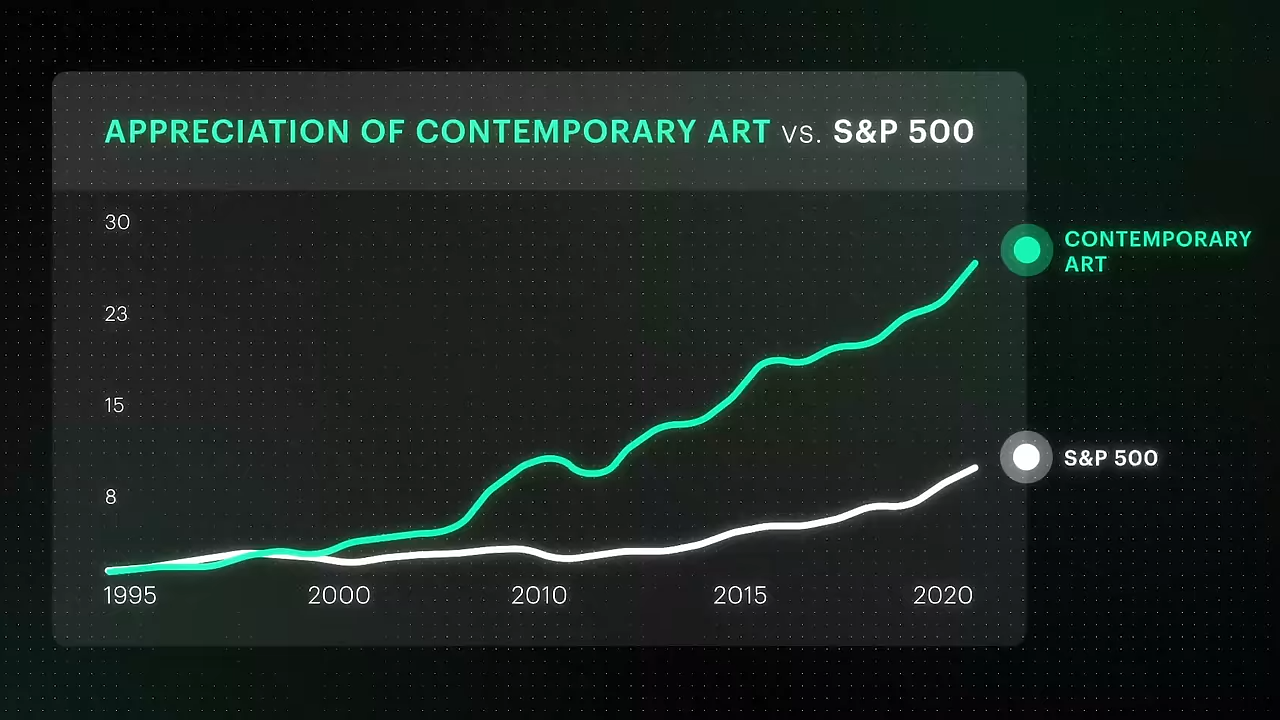 APPRECIATION OF CONTEMPORARY ART vs. S&P 500
30
23
15
8
1995 2000 2010 2015 2020
CONTEMPORARY
ART
S&P 500